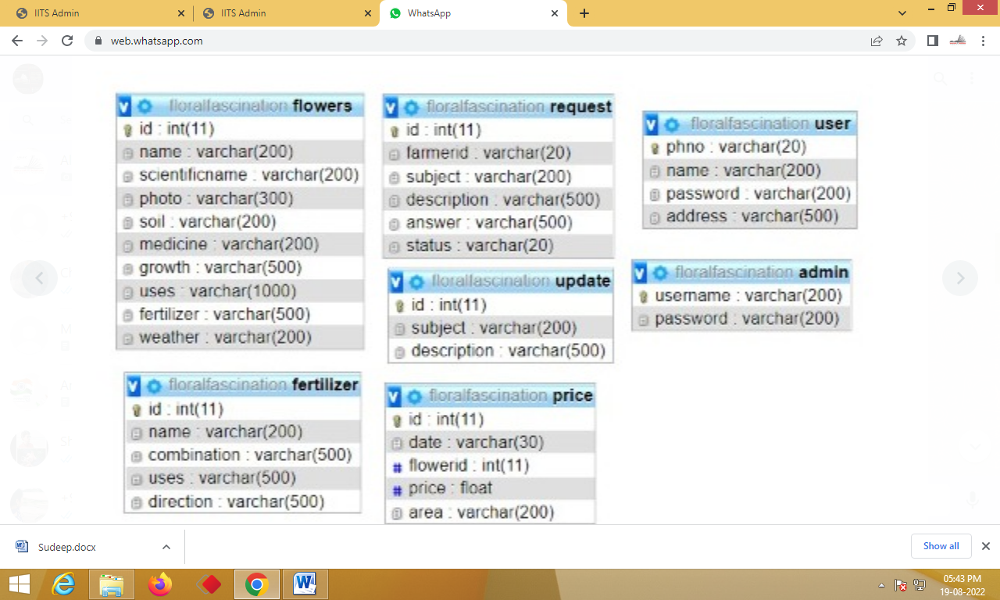 IITS Admin
IITS Admin
WhatsApp
web.whatsapp.com
floralfascination flowers
id : int(11)
name : varchar(200)
scientificname : varchar(200)
photo : varchar(300)
soil : varchar(200)
medicine : varchar(200)
growth : varchar(500)
uses : varchar(1000)
fertilizer : varchar(500)
weather : varchar(200)
floralfascination request
id : int(11)
farmerid : varchar(20)
subject : varchar(200)
description : varchar(500)
answer : varchar(500)
status : varchar(20)
floralfascination user
phno : varchar(20)
name : varchar(200)
password : varchar(200)
address : varchar(500)
floralfascination update
id : int(11)
subject : varchar(200)
description : varchar(500)
floralfascination admin
username : varchar(200)
password : varchar(200)
floralfascination fertilizer
id : int(11)
name : varchar(200)
combination : varchar(500)
uses : varchar(500)
direction : varchar(500)
floralfascination price
id : int(11)
date : varchar(30)
# flowerid : int(11)
# price : float
area : varchar(200)
Sudeep.docx
Show all
05:43 PM
19-08-2022